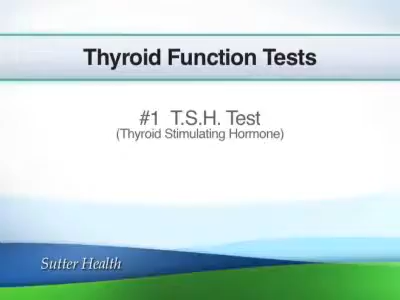 Thyroid Function Tests
#1 T.S.H. Test
(Thyroid Stimulating Hormone)
Sutter Health